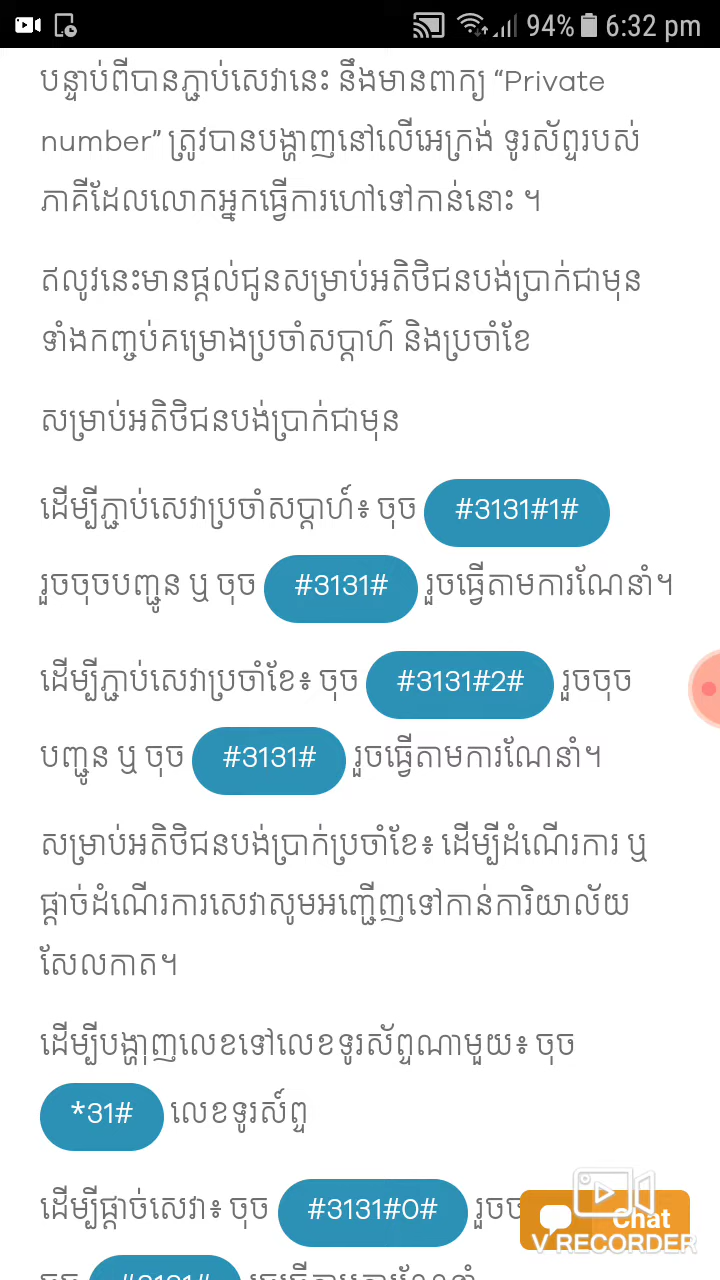 94% 6:32 pm
បន្ទាប់ពីបានភ្ជាប់សេវានេះ នឹងមានពាក្យ “Private
number” ត្រូវបានបង្ហាញនៅលើអេក្រង់ ទូរស័ព្ទរបស់
ភាគីដែលលោកអ្នកធ្វើការហៅទៅកាន់នោះ ។
ឥលូវនេះមានផ្តល់ជូនសម្រាប់អតិថិជនបង់ប្រាក់ជាមុន
ទាំងកញ្ចប់គម្រោងប្រចាំសប្តាហ៍ និងប្រចាំខែ
សម្រាប់អតិថិជនបង់ប្រាក់ជាមុន
ដើម្បីភ្ជាប់សេវាប្រចាំសប្តាហ៍៖ ចុច #3131#1#
រួចចុចបញ្ជូន ឬ ចុច #3131# រួចធ្វើតាមការណែនាំ។
ដើម្បីភ្ជាប់សេវាប្រចាំខែ៖ ចុច #3131#2# រួចចុច
បញ្ជូន ឬ ចុច #3131# រួចធ្វើតាមការណែនាំ។
សម្រាប់អតិថិជនបង់ប្រាក់ប្រចាំខែ៖ ដើម្បីដំណើរការ ឬ
ផ្តាច់ដំណើរការសេវាសូមអញ្ជើញទៅកាន់ការិយាល័យ
សែលកាត។
ដើម្បីបង្ហាញលេខទៅលេខទូរស័ព្ទណាមួយ៖ ចុច
*31# លេខទូរស័ព្ទ
ដើម្បីផ្តាច់សេវា៖ ចុច #3131#0#
Chat
V RECORDER
ចុច #3131# រួចធ្វើតាមការណែនាំ